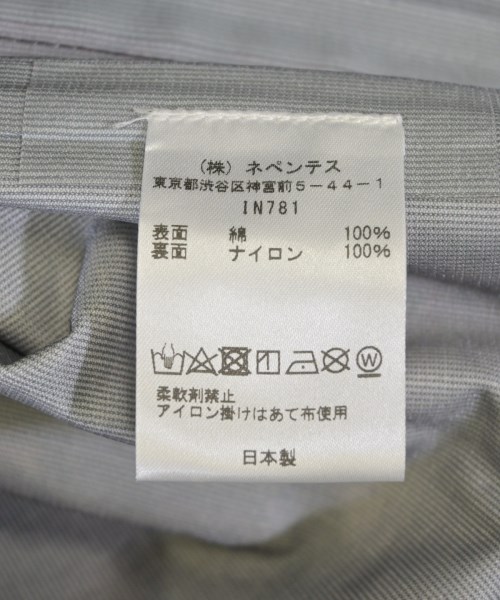 （株）ネペンテス
東京都渋谷区神宮前５－４４－１
IN781
表面 綿 100%
裏面 ナイロン 100%
W
柔軟剤禁止
アイロン掛けはあて布使用
日本製